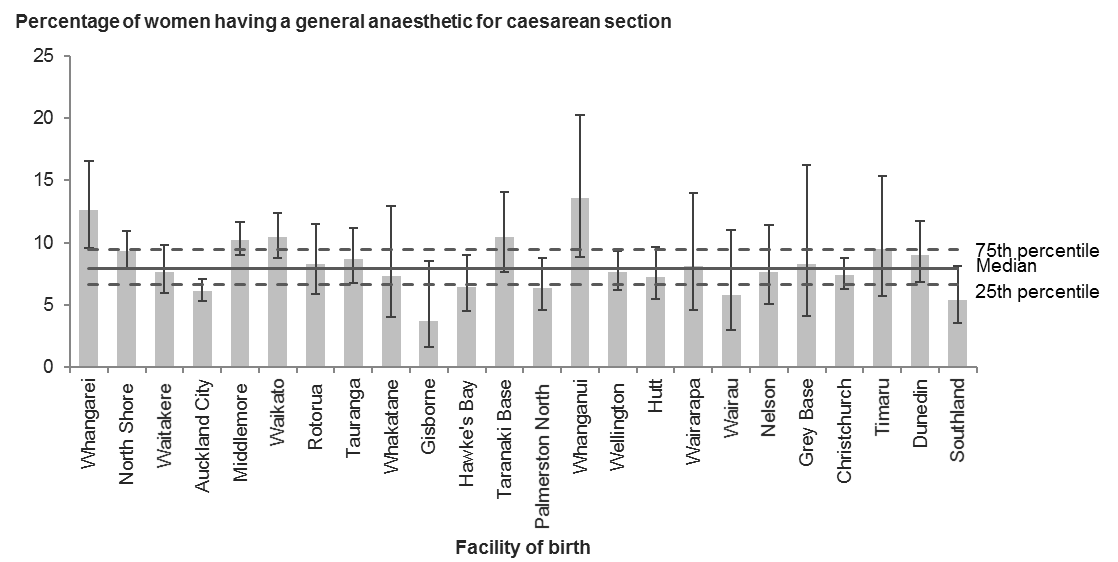 Percentage of women having a general anaesthetic for caesarean section
25
20
15
10
5
0
75th percentile
Median
25th percentile
Whangarei
North Shore
Waitakere
Auckland City
Middlemore
Waikato
Rotorua
Tauranga
Whakatane
Gisborne
Hawke's Bay
Taranaki Base
Palmerston North
Whanganui
Wellington
Hutt
Wairarapa
Wairau
Nelson
Grey Base
Christchurch
Timaru
Dunedin
Southland
Facility of birth